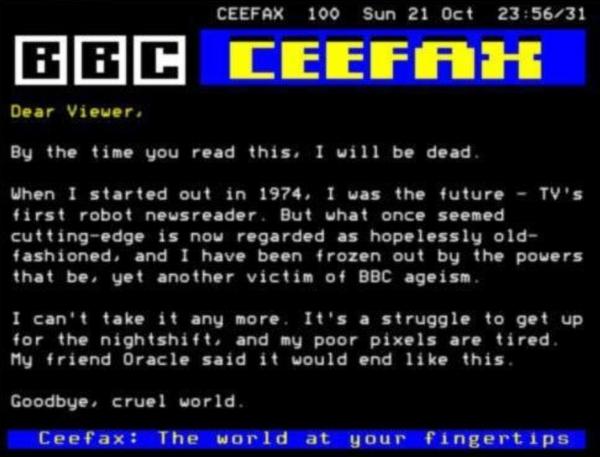 CEEFAX 100 Sun 21 Oct 23:56/31
BBC CEEFAX
Dear Viewer,
By the time you read this, I will be dead.
When I started out in 1974, I was the future - TV's
first robot newsreader. But what once seemed
cutting-edge is now regarded as hopelessly old-
fashioned, and I have been frozen out by the powers
that be, yet another victim of BBC ageism.
I can't take it any more. It's a struggle to get up
for the nightshift, and my poor pixels are tired.
My friend Oracle said it would end like this.
Goodbye, cruel world.
Ceefax: The world at your fingertips